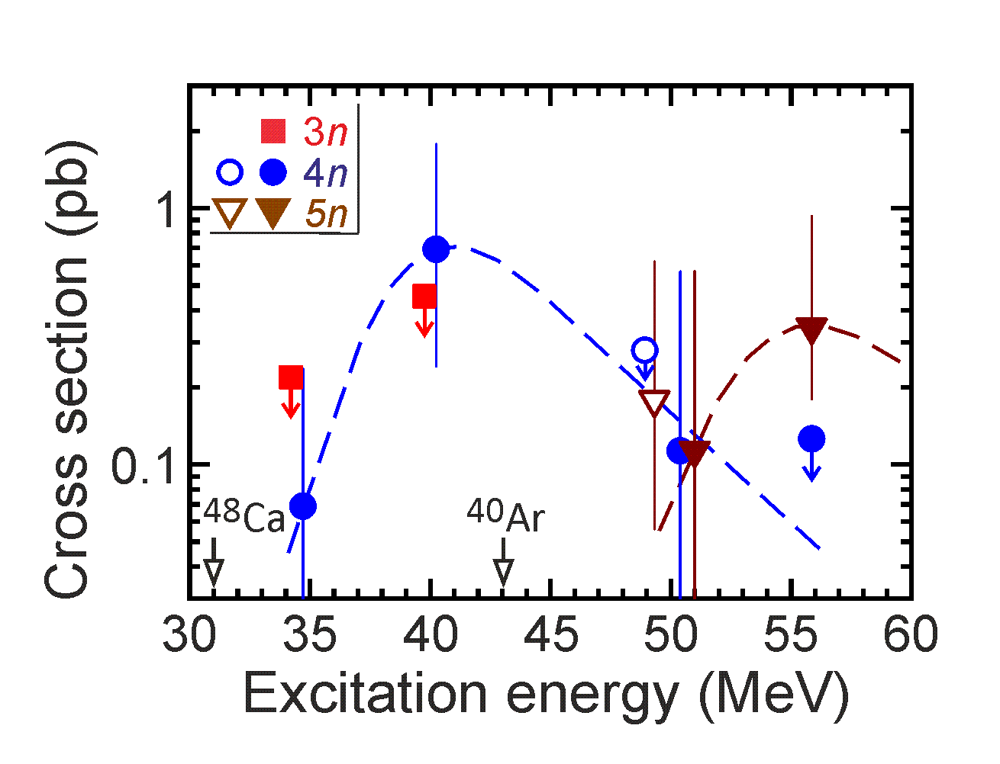 3n
4n
5n
Cross section (pb)
1
0.1
48Ca
40Ar
30 35 40 45 50 55 60
Excitation energy (MeV)